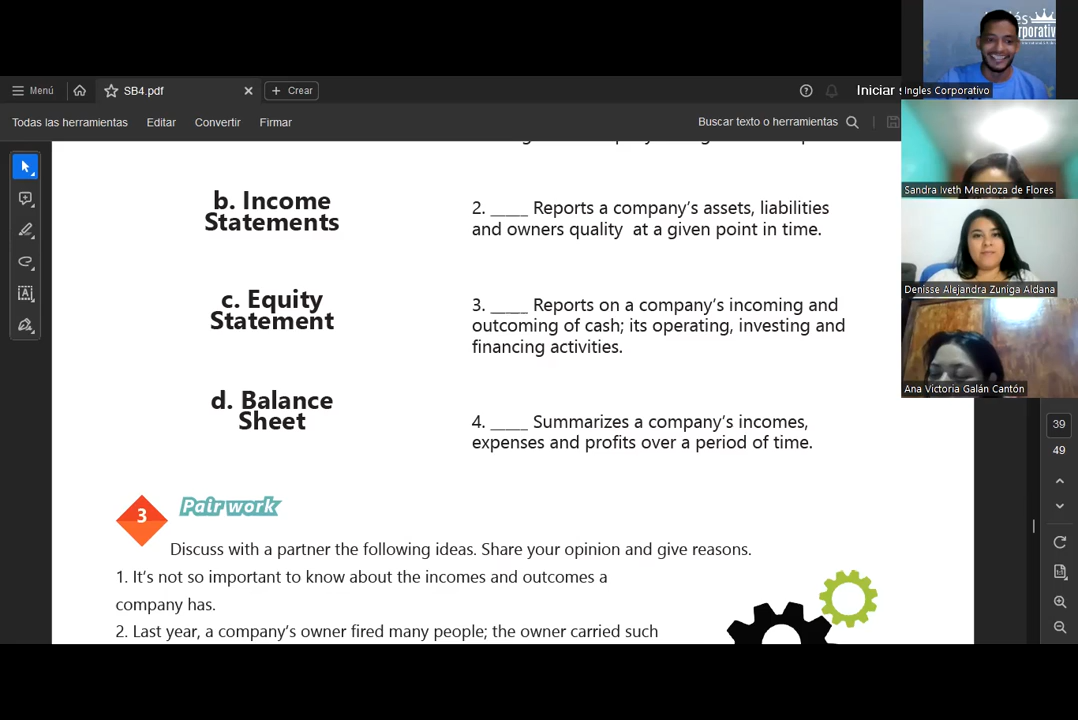 Menú
SB4.pdf
Crear
Iniciar s
Todas las herramientas
Editar
Convertir
Firmar
Buscar texto o herramientas
b. Income
Statements
2. _____ Reports a company's assets, liabilities
and owners quality at a given point in time.
c. Equity
Statement
3. _____ Reports on a company's incoming and
outcoming of cash; its operating, investing and
financing activities.
d. Balance
Sheet
4. _____ Summarizes a company's incomes,
expenses and profits over a period of time.
3
Pair work
Discuss with a partner the following ideas. Share your opinion and give reasons.
1. It's not so important to know about the incomes and outcomes a
company has.
2. Last year, a company's owner fired many people; the owner carried such
Ingles Corporativo
Sandra Iveth Mendoza de Flores
Denisse Alejandra Zuniga Aldana
Ana Victoria Galán Cantón
39
49